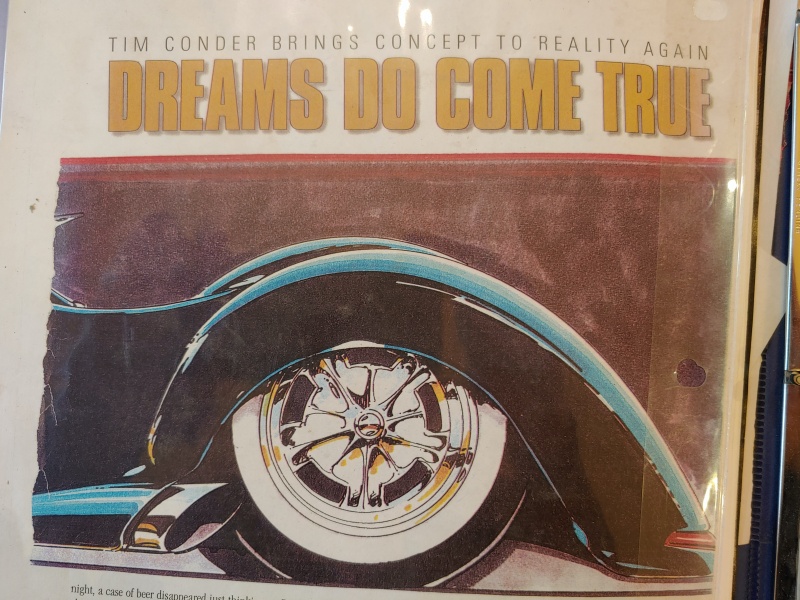 TIM CONDER BRINGS CONCEPT TO REALITY AGAIN
DREAMS DO COME TRUE
night, a case of beer disappeared just